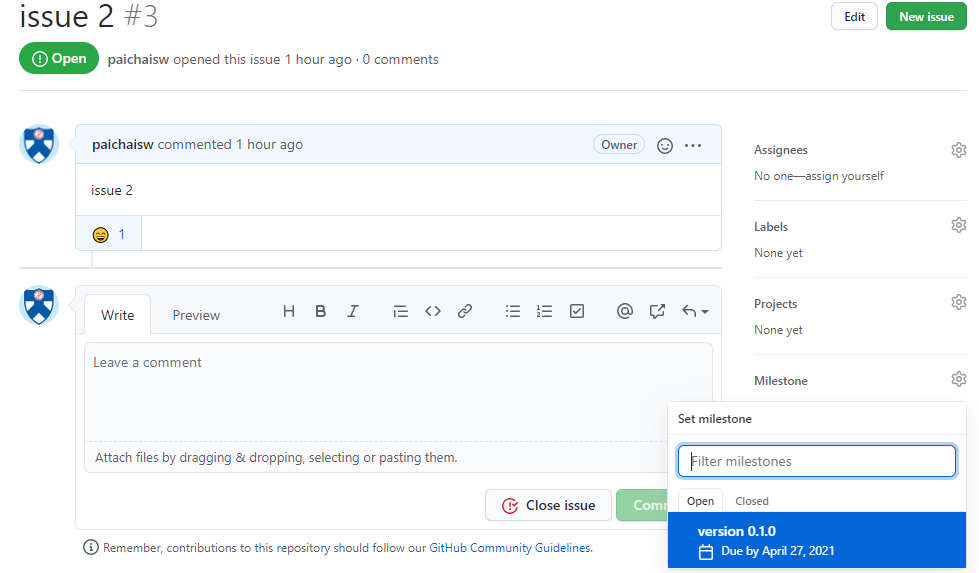 issue 2 #3
Edit
New issue
Open
paichaisw opened this issue 1 hour ago · 0 comments
paichaisw commented 1 hour ago
Owner
issue 2
1
Write
Preview
H B I
Leave a comment
Attach files by dragging & dropping, selecting or pasting them.
Close issue
Remember, contributions to this repository should follow our GitHub Community Guidelines.
Assignees
No one—assign yourself
Labels
None yet
Projects
None yet
Milestone
Set milestone
Filter milestones
Open
Closed
version 0.1.0
Due by April 27, 2021